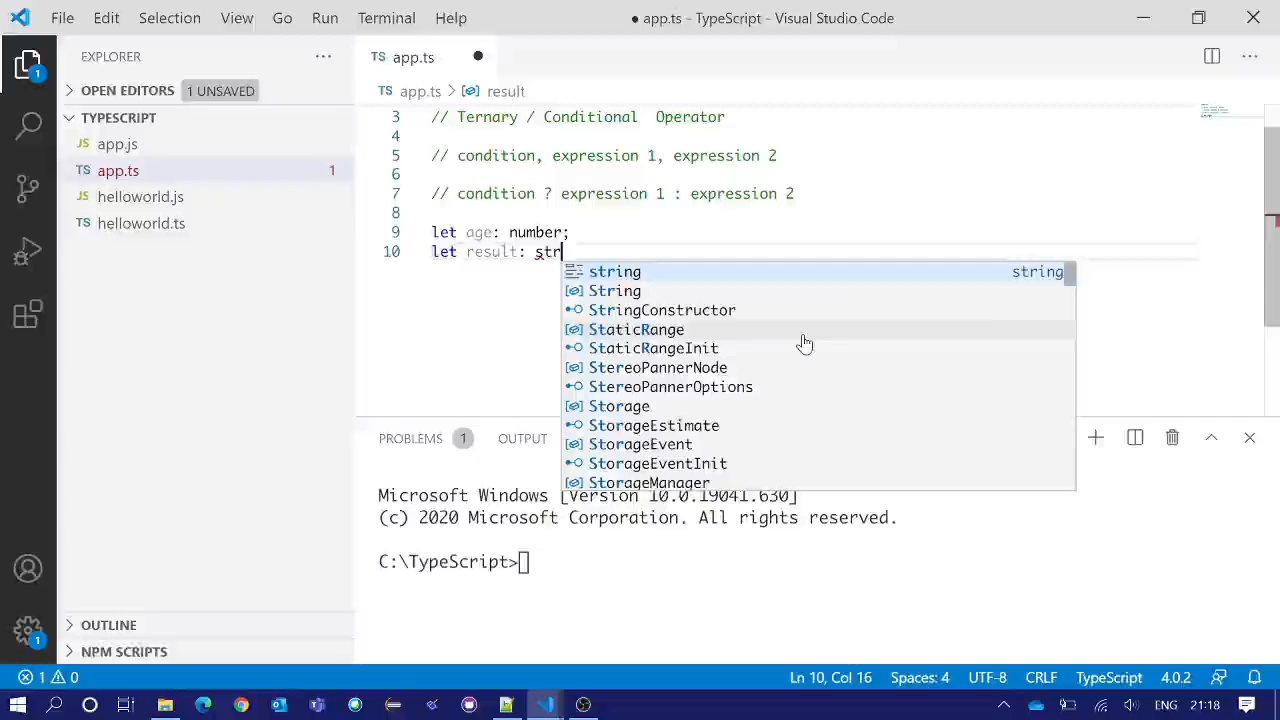 File Edit Selection View Go Run Terminal Help ● app.ts - TypeScript - Visual Studio Code
EXPLORER ···
TS app.ts ●
OPEN EDITORS 1 UNSAVED
app.ts > result
TYPESCRIPT
JS app.js
TS app.ts 1
JS helloworld.js
TS helloworld.ts
3 // Ternary / Conditional Operator
4
5 // condition, expression 1, expression 2
6
7 // condition ? expression 1 : expression 2
8
9 let age: number;
10 let result: str
string string
String
StringConstructor
StaticRange
StaticRangeInit
StereoPannerNode
StereoPannerOptions
Storage
StorageEstimate
StorageEvent
StorageEventInit
StorageManager
PROBLEMS 1 OUTPUT
Microsoft Windows [Version 10.0.19041.630]
(c) 2020 Microsoft Corporation. All rights reserved.
C:\TypeScript>
OUTLINE
NPM SCRIPTS
1
1
1 0 Ln 10, Col 16 Spaces: 4 UTF-8 CRLF TypeScript 4.0.2
ENG 21:18